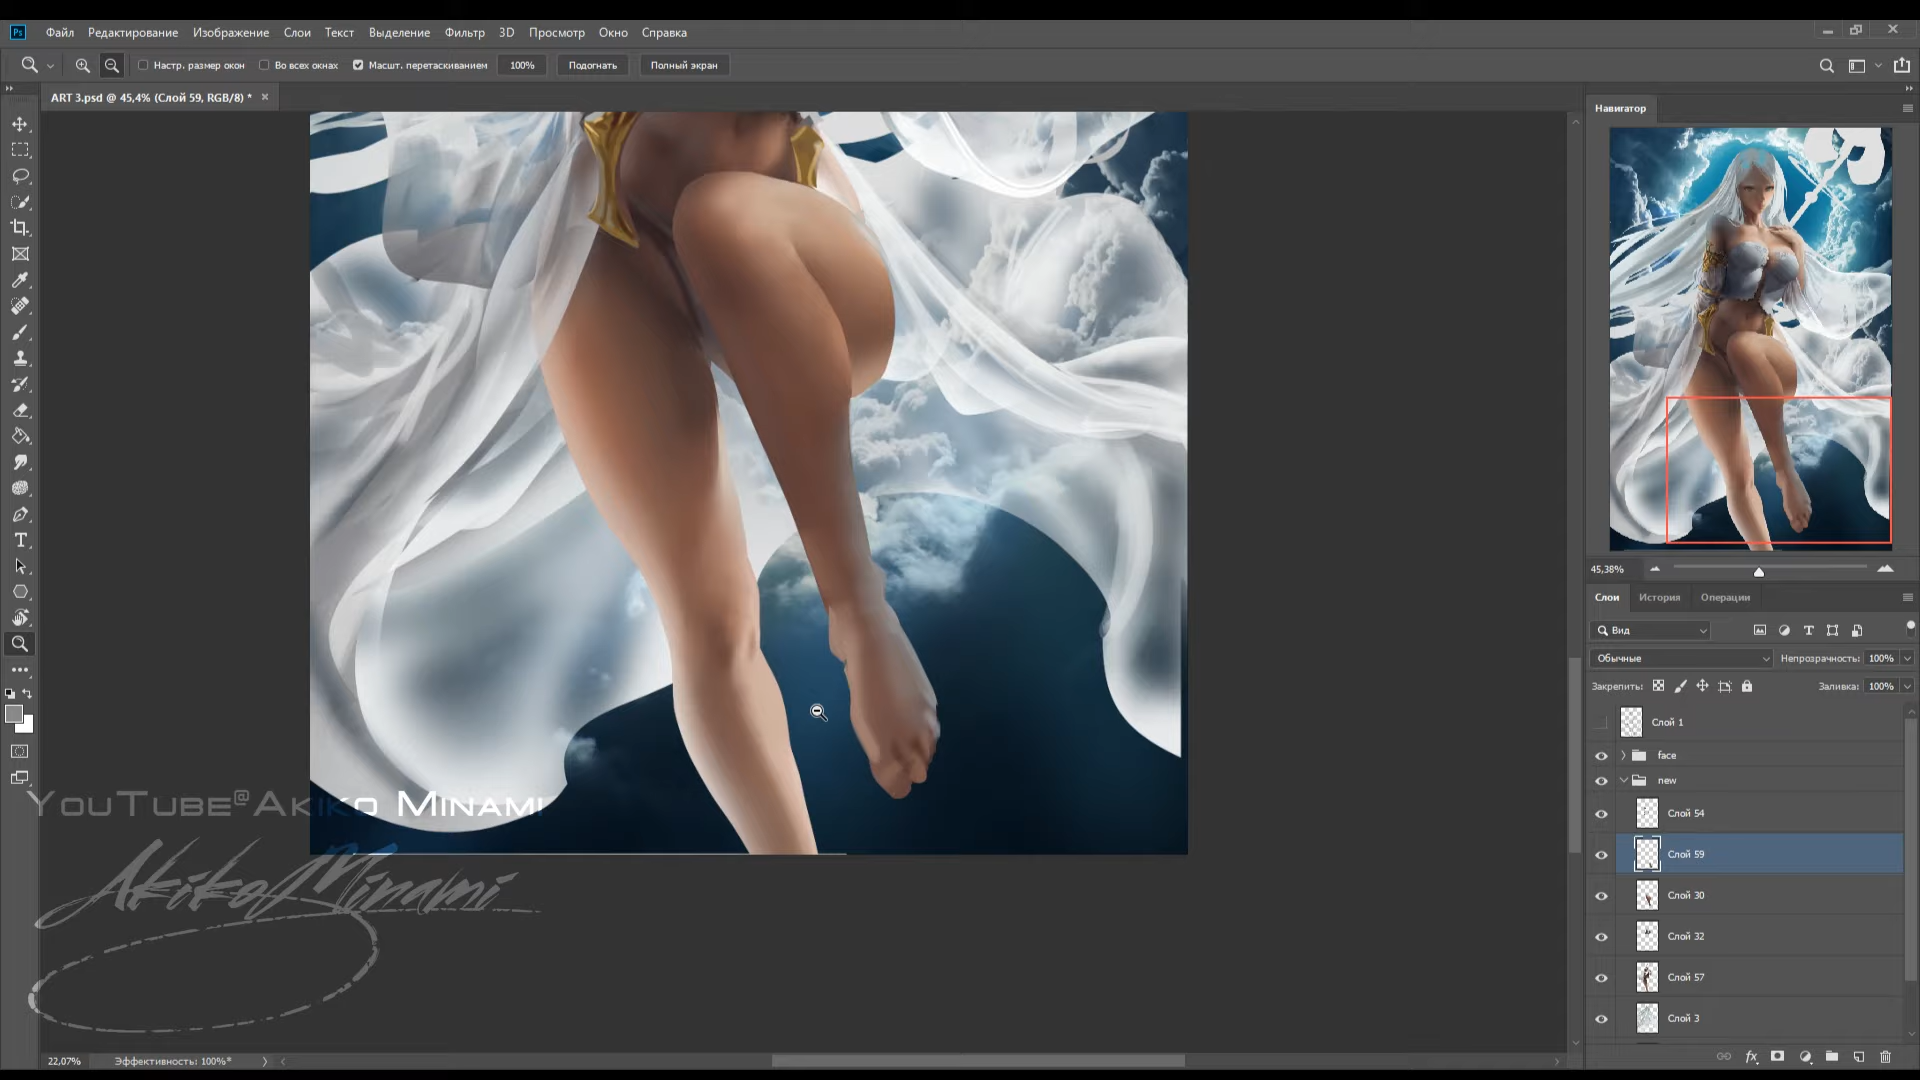 Ps Файл Редактирование Изображение Слои Текст Выделение Фильтр 3D Просмотр Окно Справка
Настр. размер окон Во всех окнах Масшт. перетаскиванием 100% Подогнать Полный экран
ART 3.psd @ 45,4% (Слой 59, RGB/8) *
Навигатор
45,38%
Слои История Операции
Вид
Обычные Непрозрачность: 100%
Закрепить: Заливка: 100%
Слой 1
face
new
Слой 54
Слой 59
Слой 30
Слой 32
Слой 57
Слой 3
fx
YouTube@Akiko Minami
Akiko Minami
22,07% Эффективность: 100%*